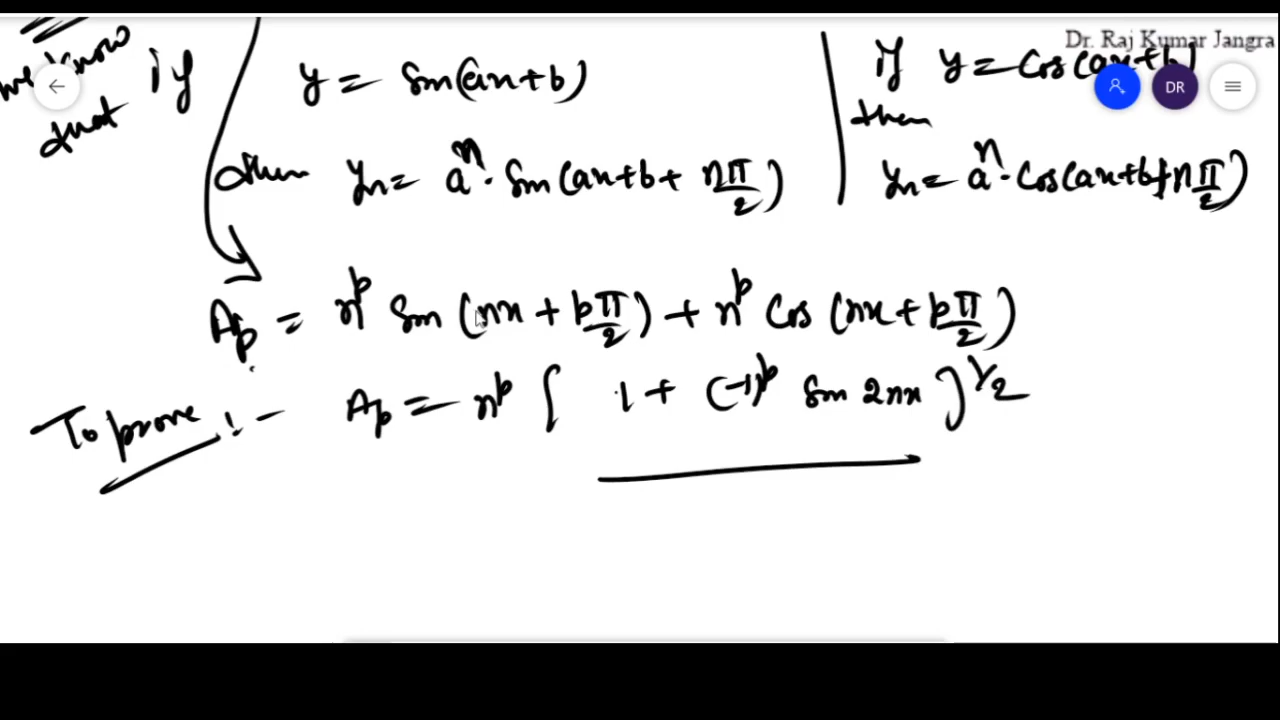 Dr. Raj Kumar Jangra
we know that if y = Sin(ax+b)
then yn = a^n · Sin(ax+b + nπ/2)
if y = Cos(ax+b)
then
yn = a^n · Cos(ax+b+nπ/2)
DR
Ap = n^p Sin (nx + pπ/2) + n^p Cos (nx + pπ/2)
To prove :- Ap = n^p [ 1 + (-1)^p Sin 2nx ]^1/2